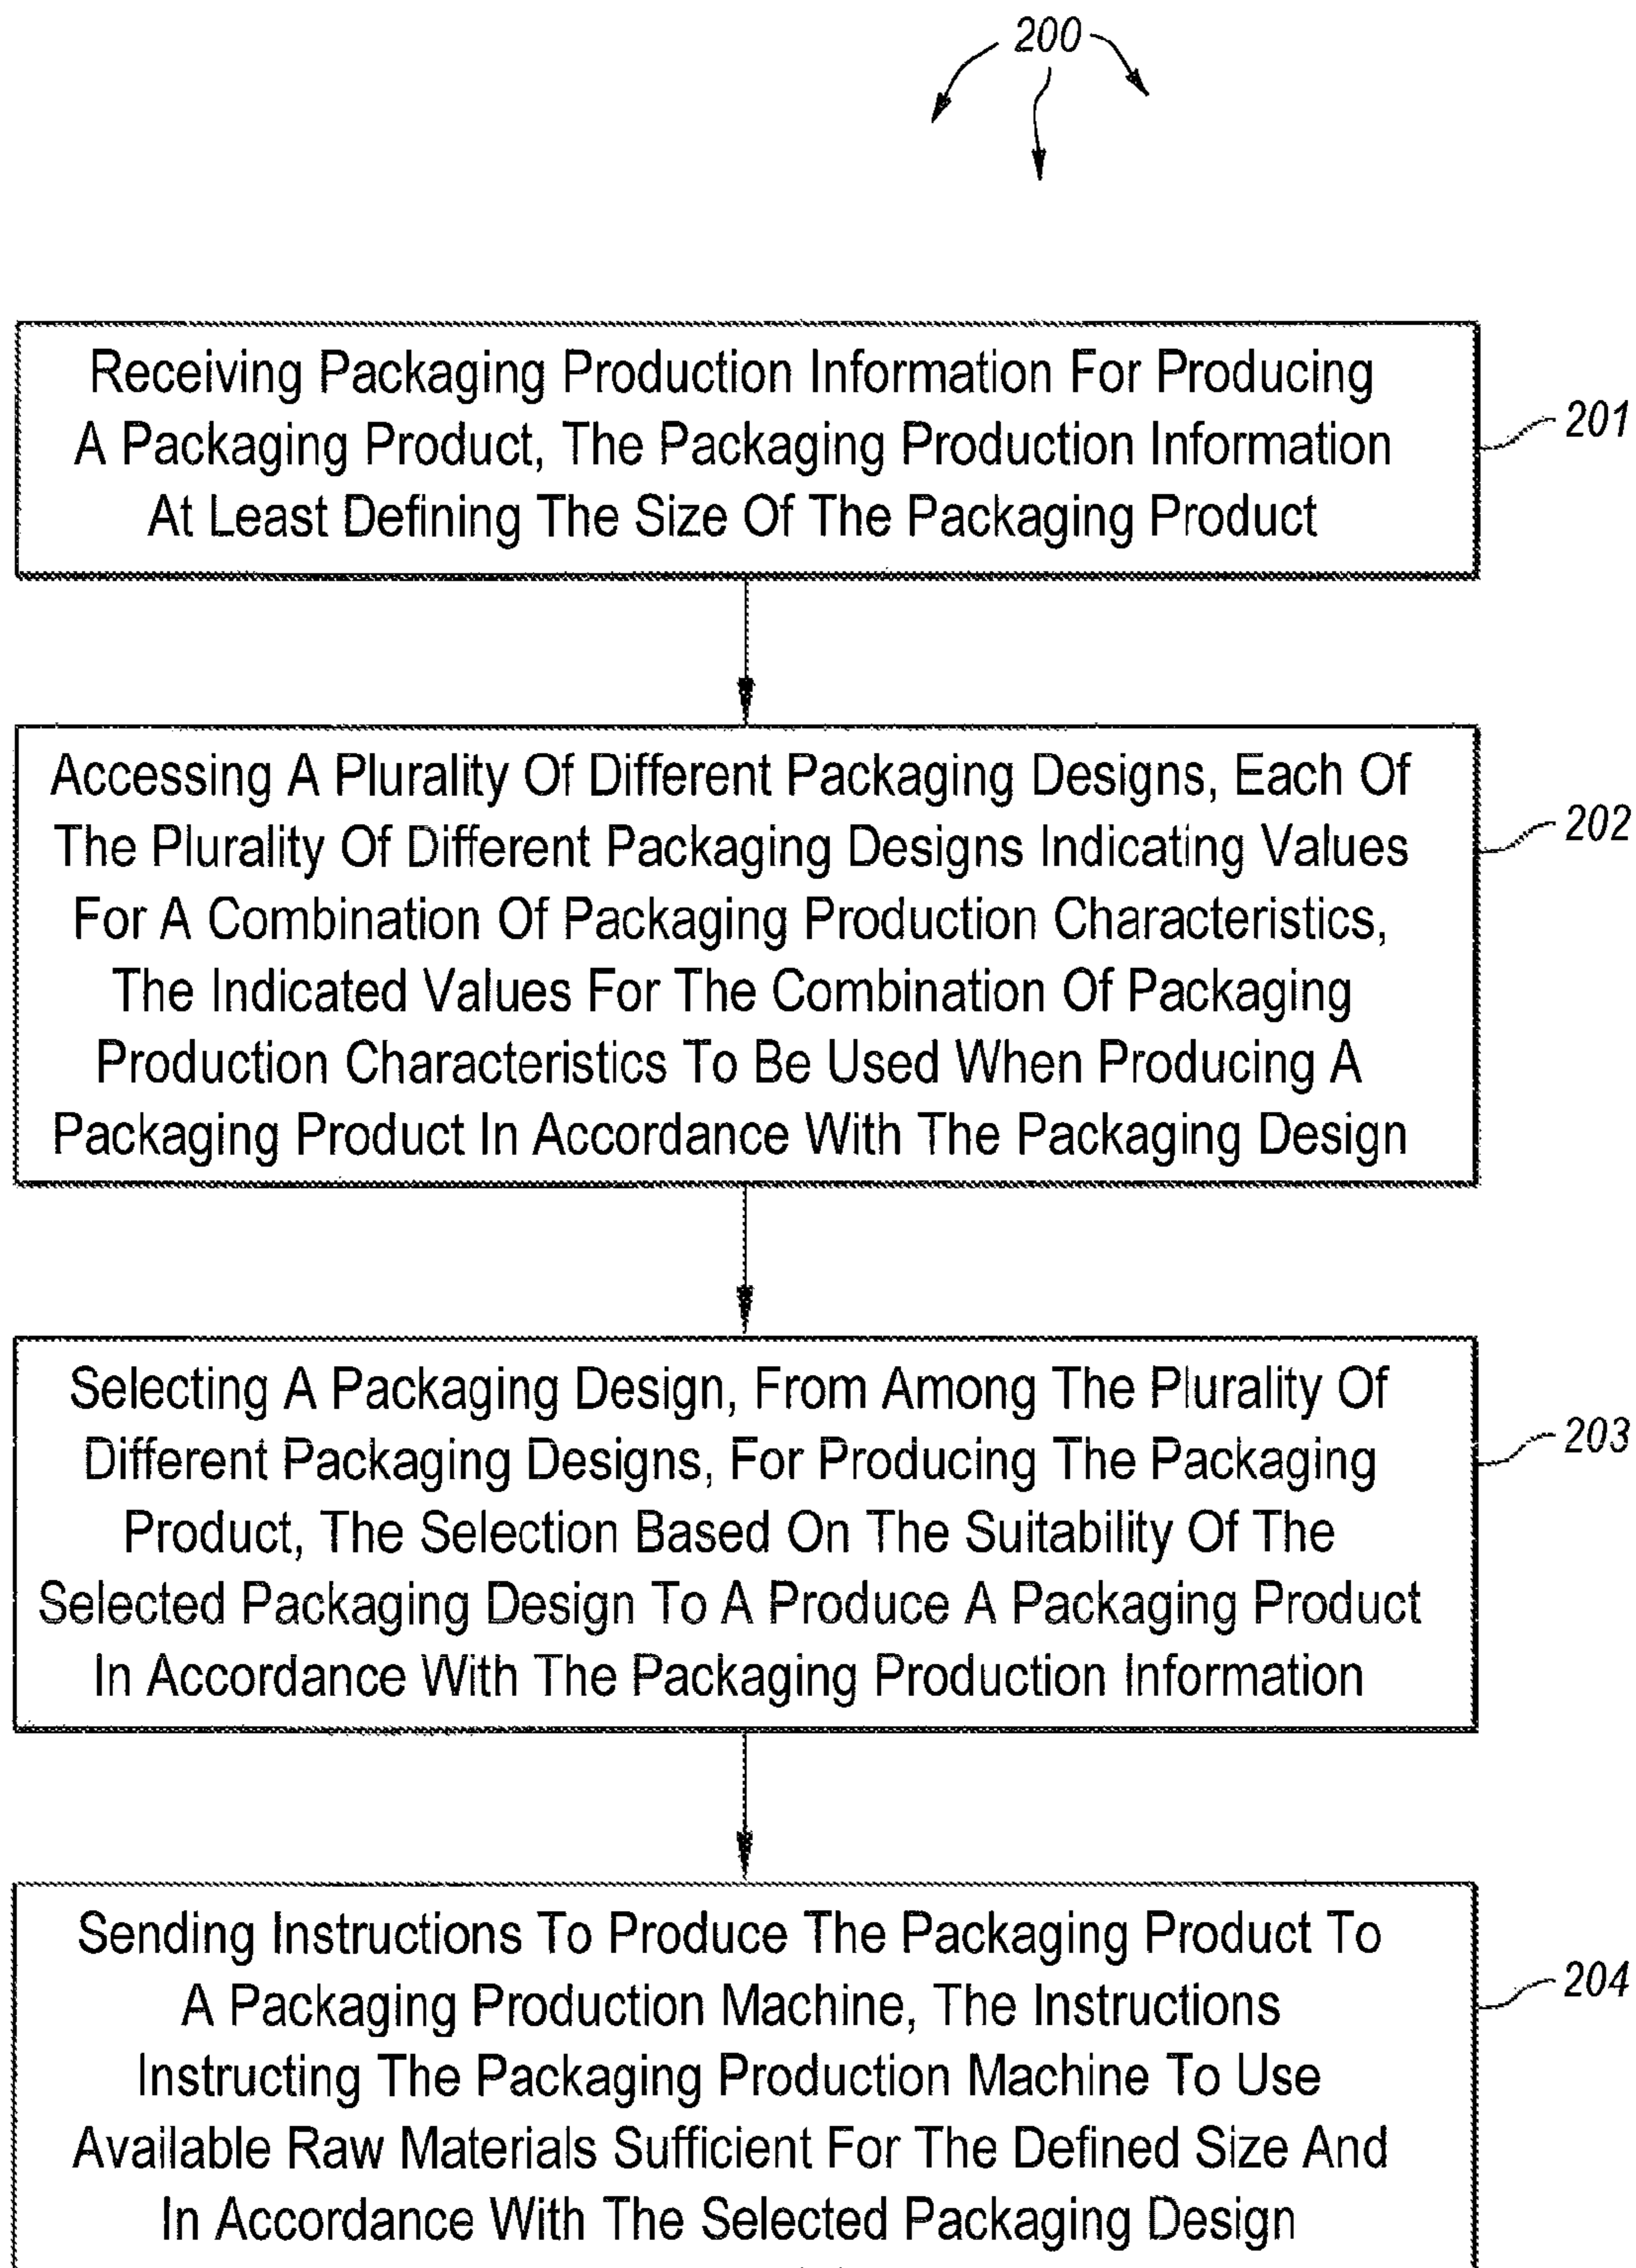 200
Receiving Packaging Production Information For Producing
A Packaging Product, The Packaging Production Information
At Least Defining The Size Of The Packaging Product
201
Accessing A Plurality Of Different Packaging Designs, Each Of
The Plurality Of Different Packaging Designs Indicating Values
For A Combination Of Packaging Production Characteristics,
The Indicated Values For The Combination Of Packaging
Production Characteristics To Be Used When Producing A
Packaging Product In Accordance With The Packaging Design
202
Selecting A Packaging Design, From Among The Plurality Of
Different Packaging Designs, For Producing The Packaging
Product, The Selection Based On The Suitability Of The
Selected Packaging Design To A Produce A Packaging Product
In Accordance With The Packaging Production Information
203
Sending Instructions To Produce The Packaging Product To
A Packaging Production Machine, The Instructions
Instructing The Packaging Production Machine To Use
Available Raw Materials Sufficient For The Defined Size And
In Accordance With The Selected Packaging Design
204